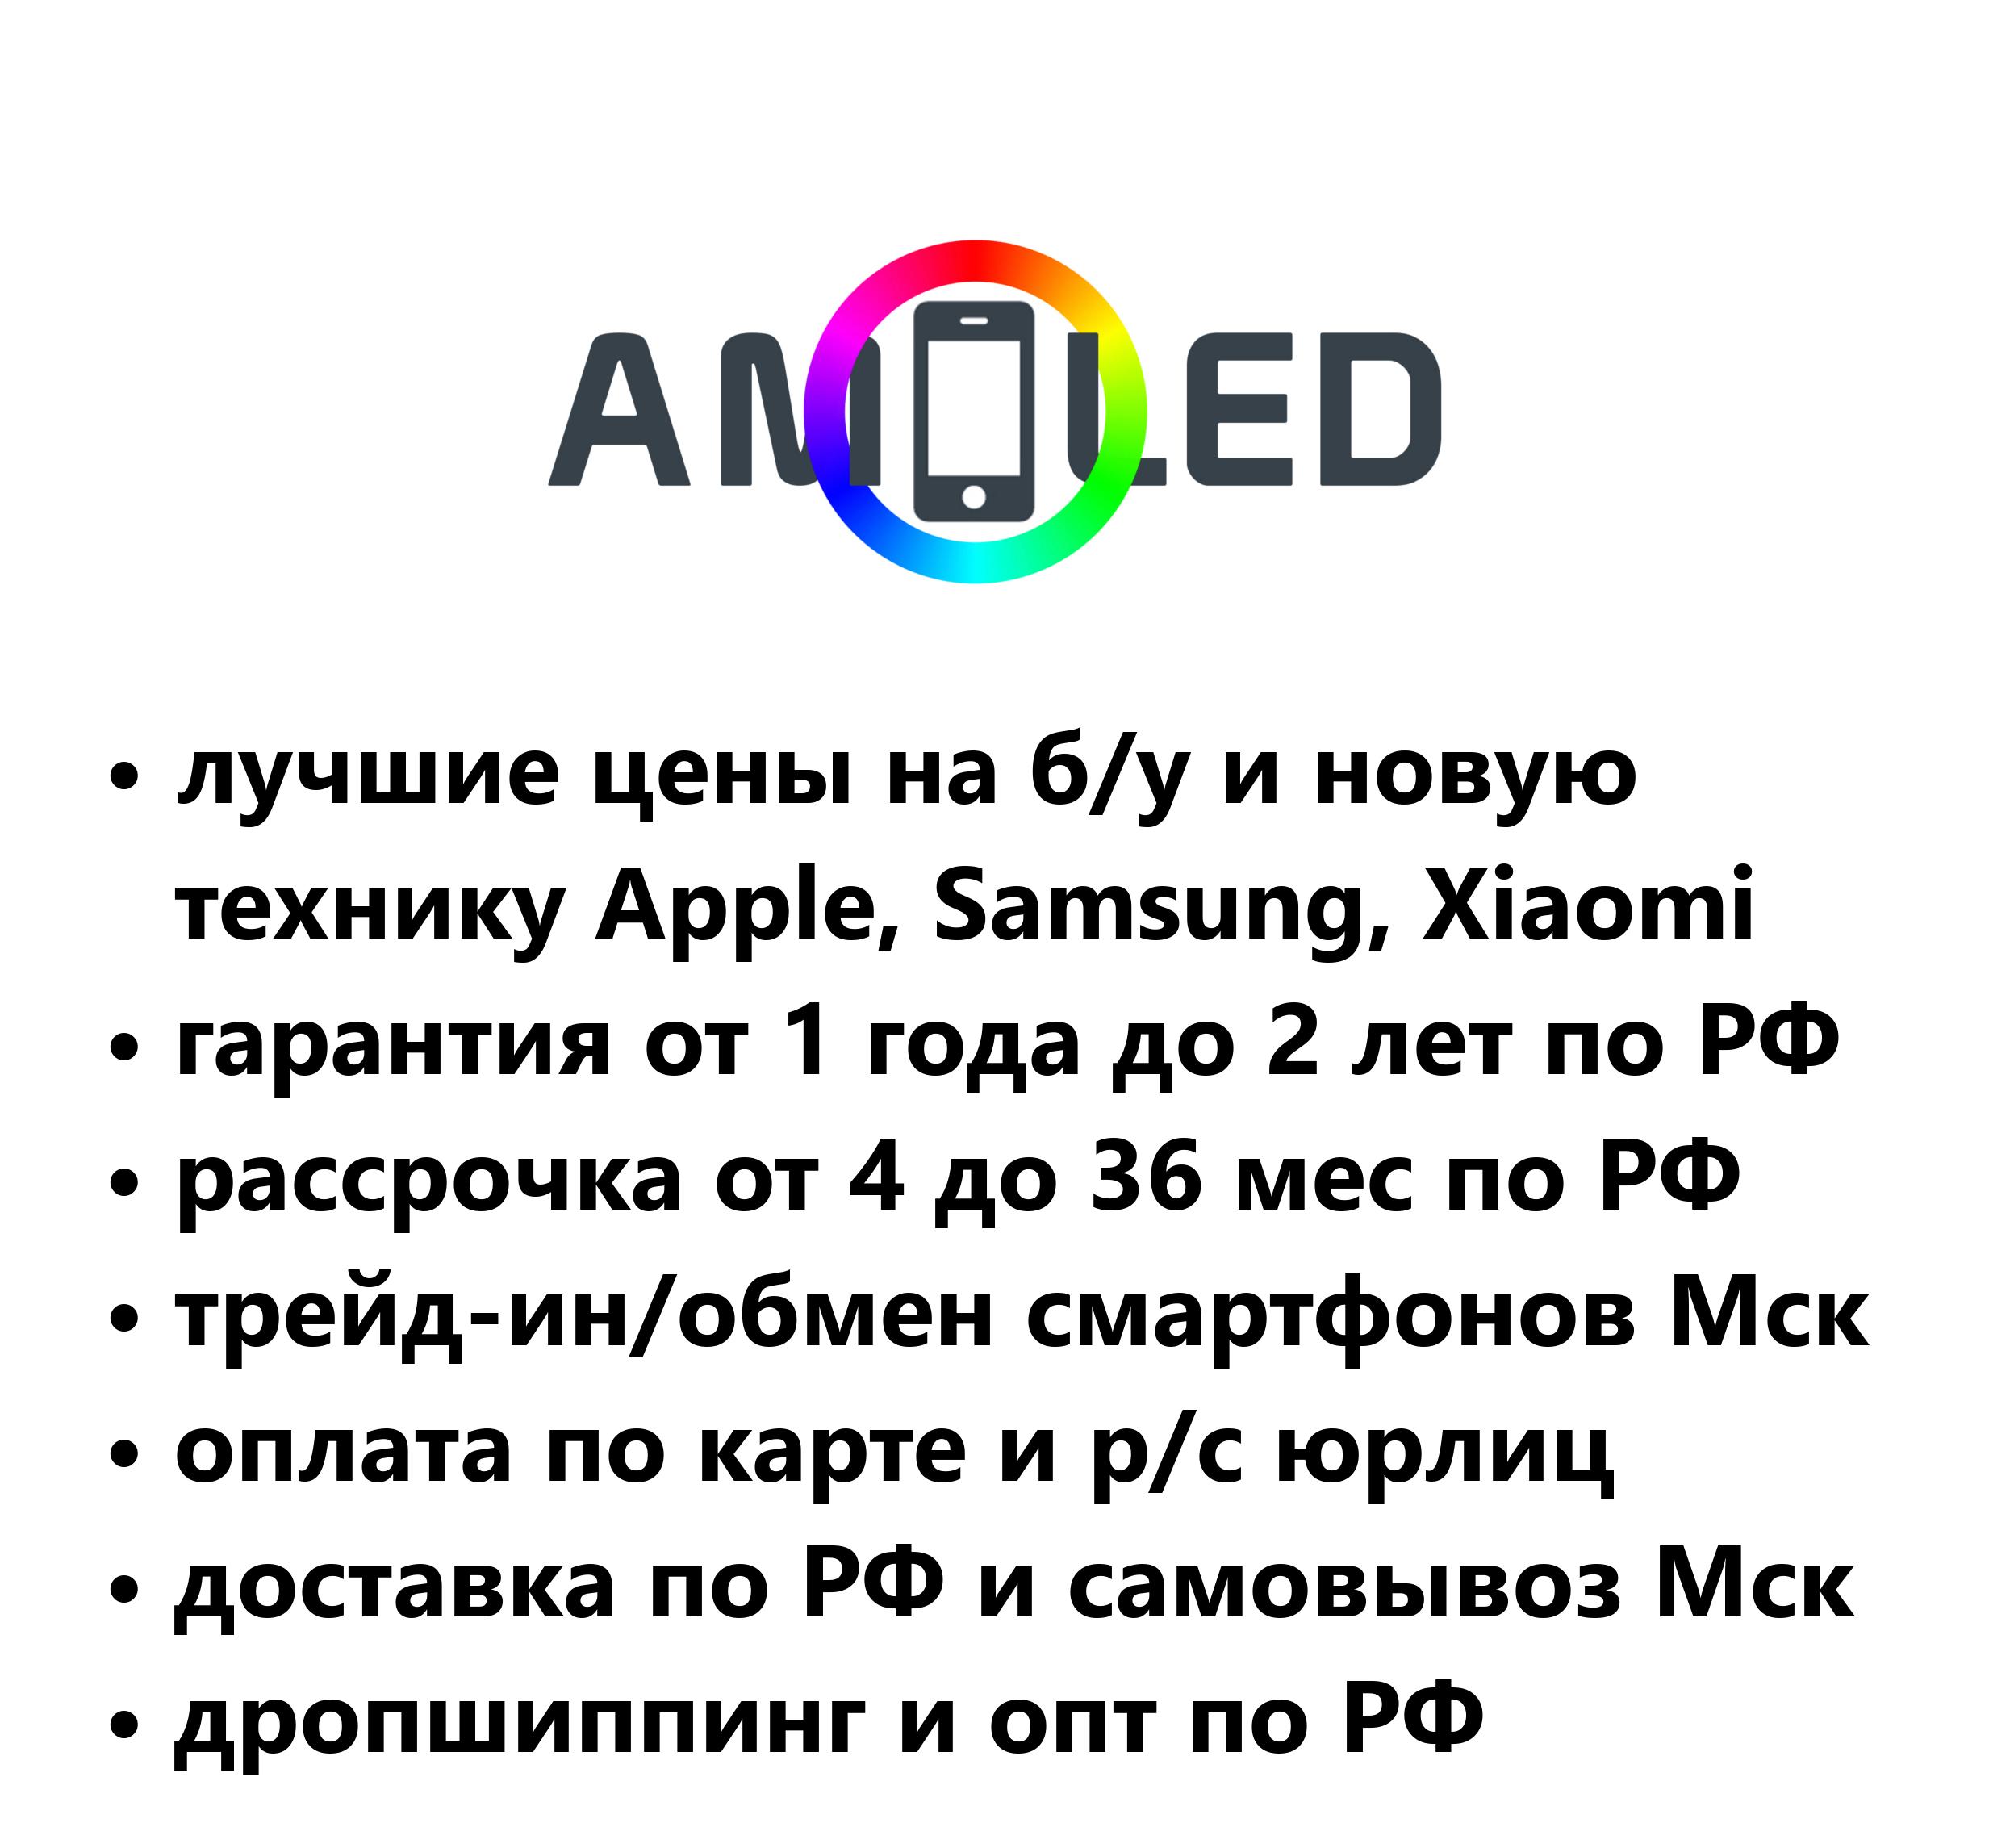 AMOLED
• лучшие цены на б/у и новую
технику Apple, Samsung, Xiaomi
• гарантия от 1 года до 2 лет по РФ
• рассрочка от 4 до 36 мес по РФ
• трейд-ин/обмен смартфонов Мск
• оплата по карте и р/с юрлиц
• доставка по РФ и самовывоз Мск
• дропшиппинг и опт по РФ